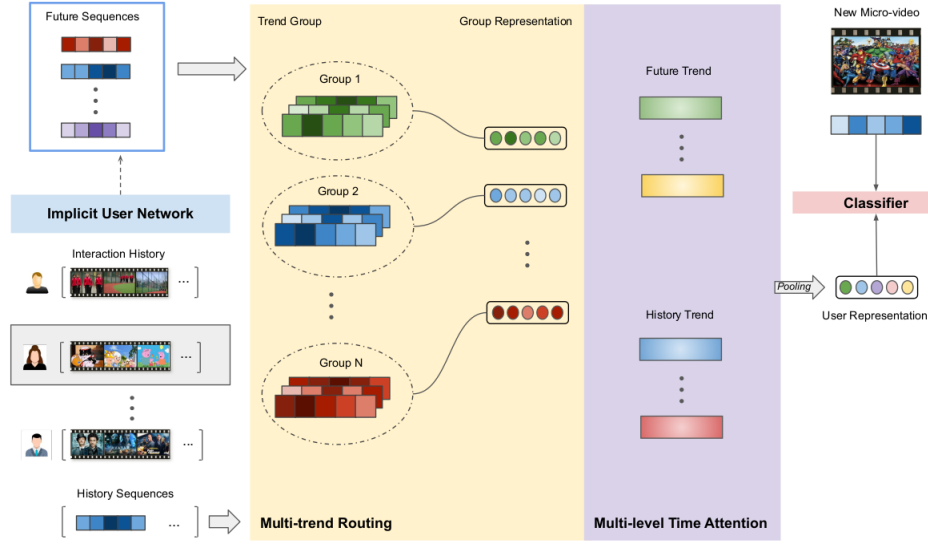 Future Sequences
Implicit User Network
Interaction History
...
...
...
History Sequences
...
Trend Group
Group Representation
Group 1
Group 2
Group N
Multi-trend Routing
Future Trend
History Trend
Multi-level Time Attention
New Micro-video
Classifier
Pooling
User Representation